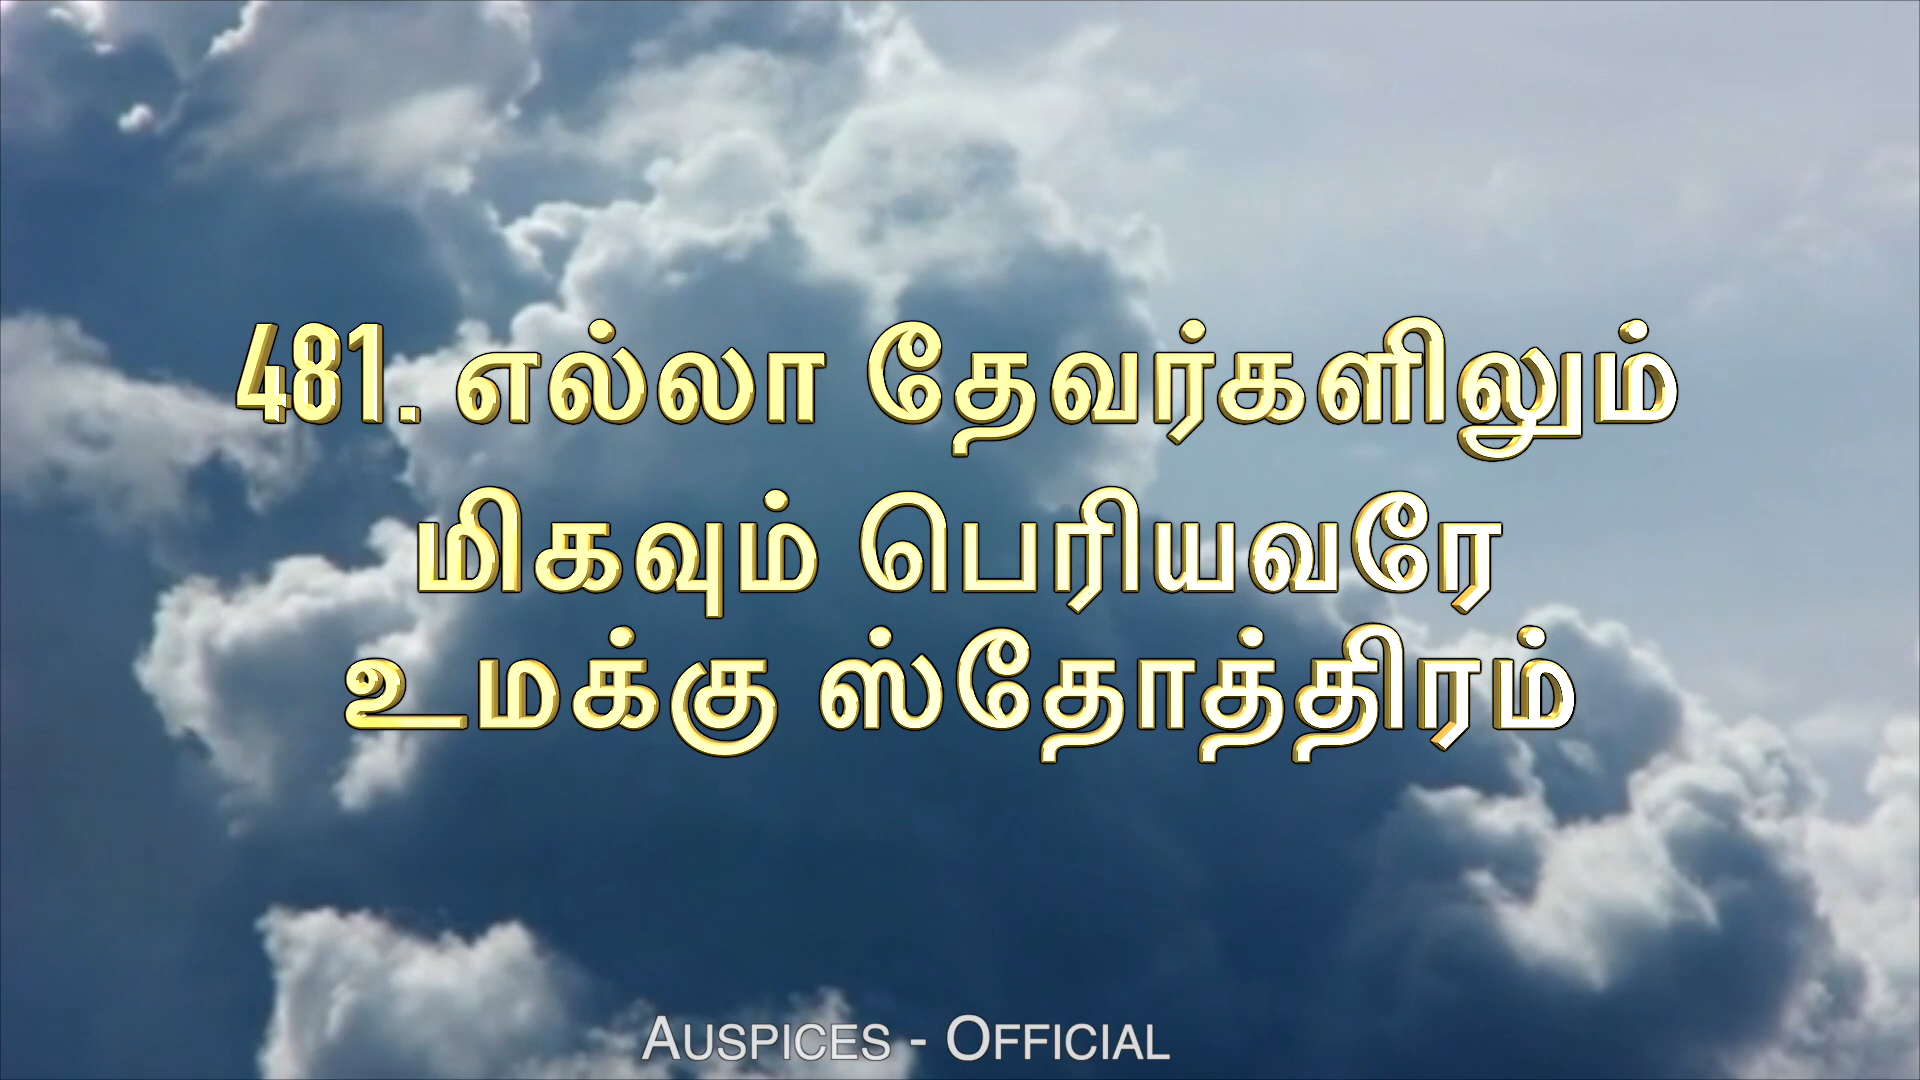 481. எல்லா தேவர்களிலும்
மிகவும் பெரியவரே
உமக்கு ஸ்தோத்திரம்
AUSPICES - OFFICIAL